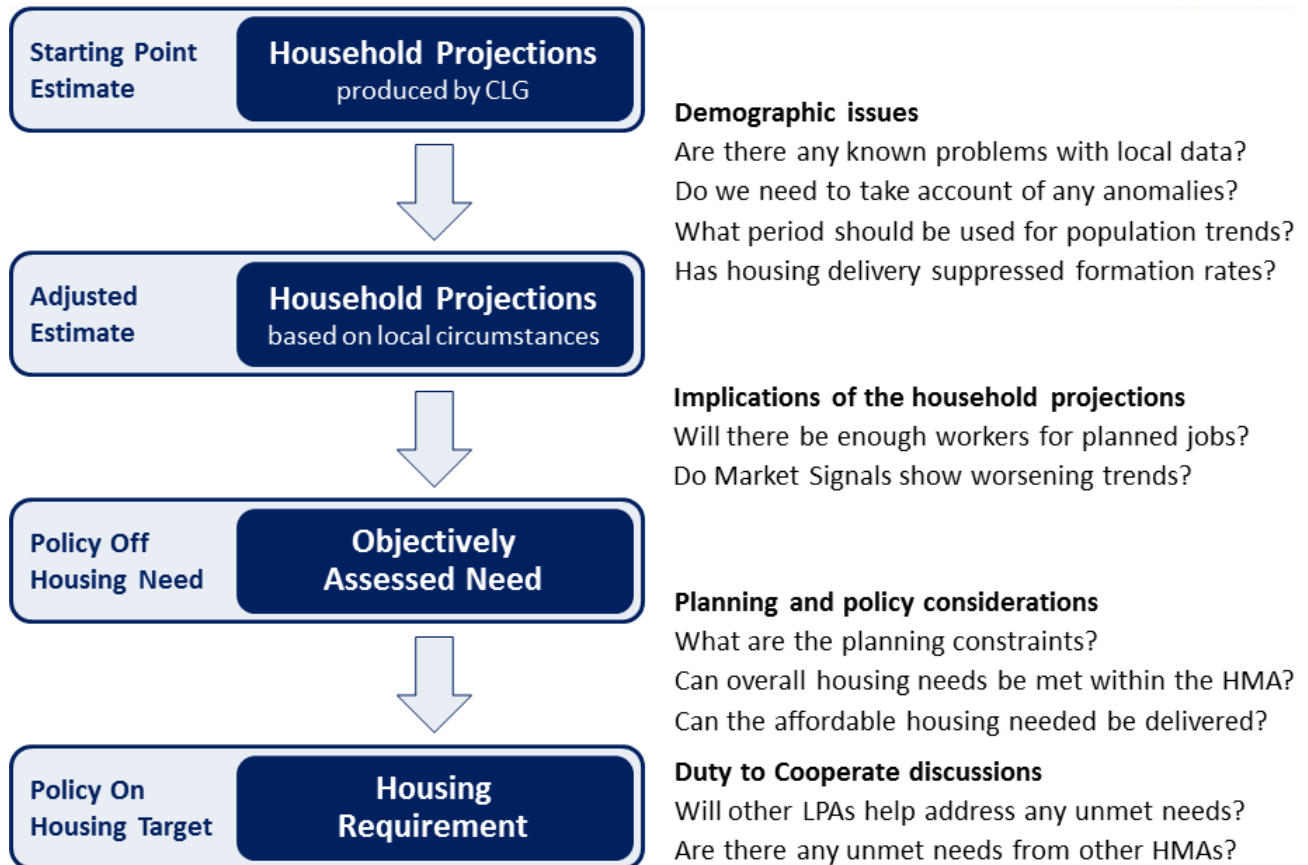 Starting Point
Estimate
Household Projections
produced by CLG
Demographic issues
Are there any known problems with local data?
Do we need to take account of any anomalies?
What period should be used for population trends?
Has housing delivery suppressed formation rates?
Adjusted
Estimate
Household Projections
based on local circumstances
Implications of the household projections
Will there be enough workers for planned jobs?
Do Market Signals show worsening trends?
Policy Off
Housing Need
Objectively
Assessed Need
Planning and policy considerations
What are the planning constraints?
Can overall housing needs be met within the HMA?
Can the affordable housing needed be delivered?
Policy On
Housing Target
Housing
Requirement
Duty to Cooperate discussions
Will other LPAs help address any unmet needs?
Are there any unmet needs from other HMAs?